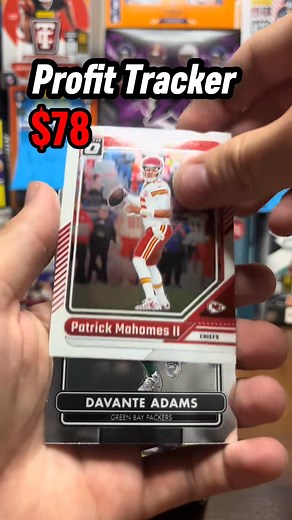 Profit Tracker
$78
Patrick Mahomes II
CHIEFS
DAVANTE ADAMS
GREEN BAY PACKERS